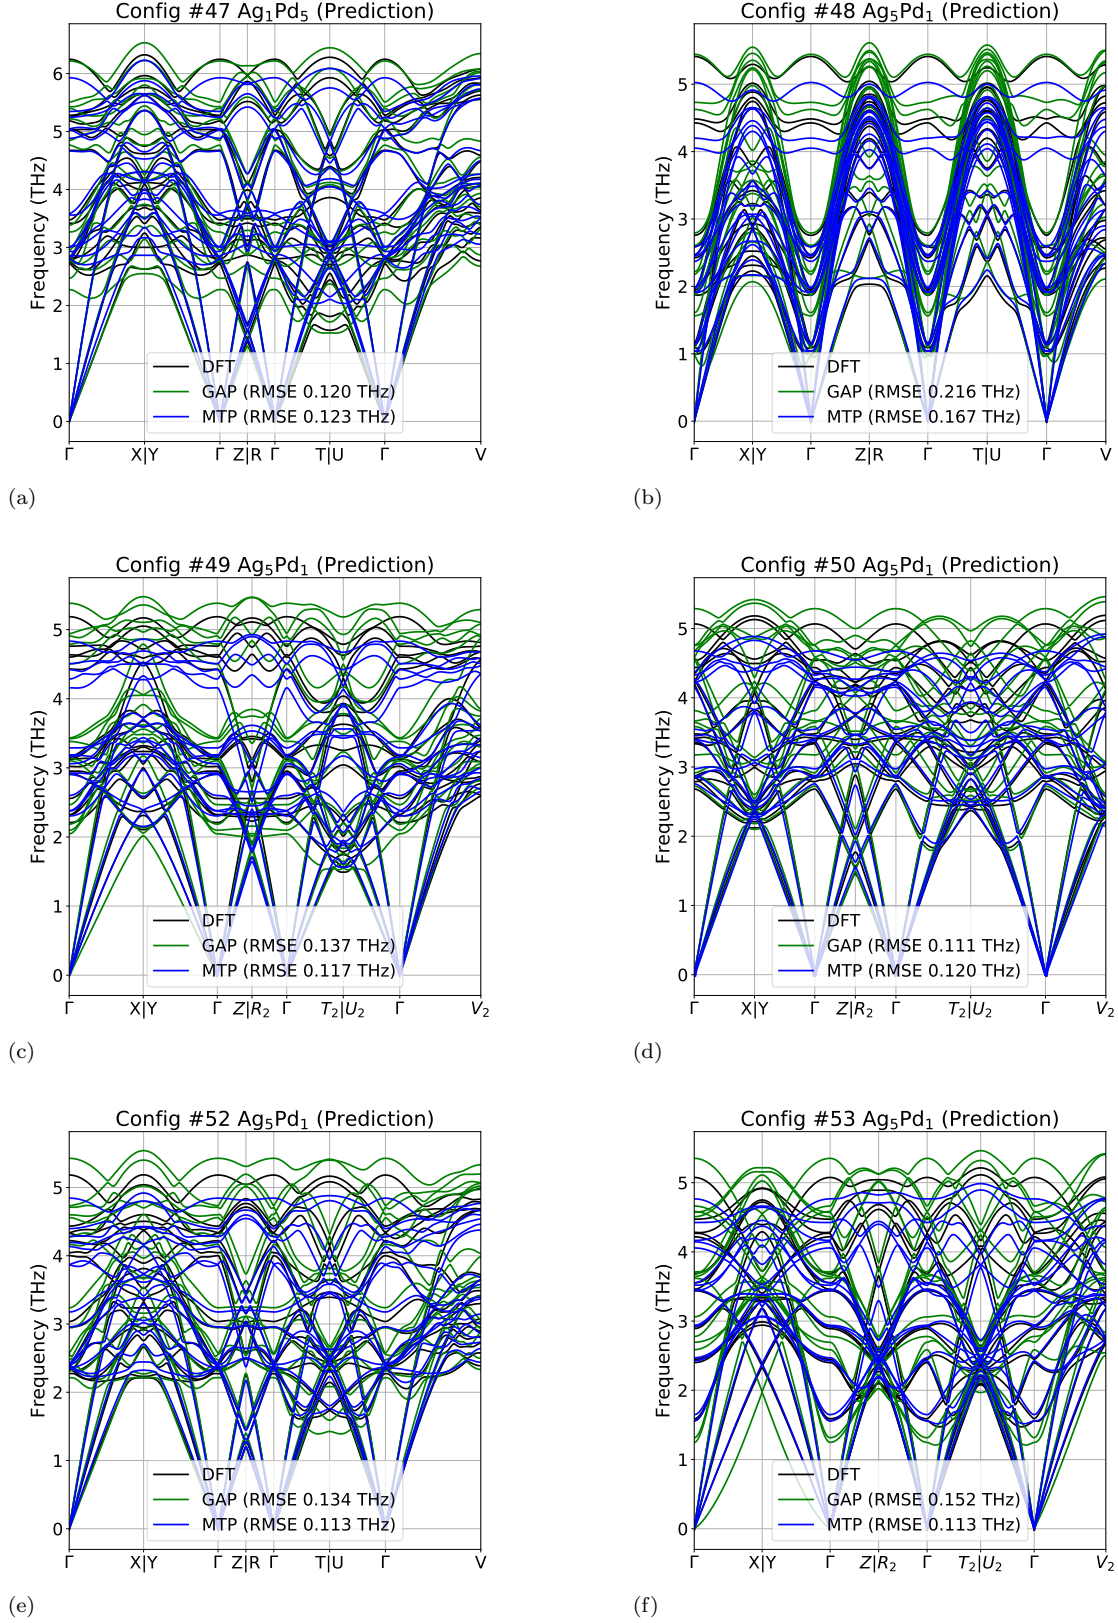 Config #47 Ag₁Pd₅ (Prediction)
Frequency (THz)
6
5
4
3
2
1
0
DFT
GAP (RMSE 0.120 THz)
MTP (RMSE 0.123 THz)
Γ X|Y Γ Z|R Γ T|U Γ V
(a)
Config #48 Ag₅Pd₁ (Prediction)
Frequency (THz)
5
4
3
2
1
0
DFT
GAP (RMSE 0.216 THz)
MTP (RMSE 0.167 THz)
Γ X|Y Γ Z|R Γ T|U Γ V
(b)
Config #49 Ag₅Pd₁ (Prediction)
Frequency (THz)
5
4
3
2
1
0
DFT
GAP (RMSE 0.137 THz)
MTP (RMSE 0.117 THz)
Γ X|Y Γ Z|R₂ Γ T₂|U₂ Γ V₂
(c)
Config #50 Ag₅Pd₁ (Prediction)
Frequency (THz)
5
4
3
2
1
0
DFT
GAP (RMSE 0.111 THz)
MTP (RMSE 0.120 THz)
Γ X|Y Γ Z|R₂ Γ T₂|U₂ Γ V₂
(d)
Config #52 Ag₅Pd₁ (Prediction)
Frequency (THz)
5
4
3
2
1
0
DFT
GAP (RMSE 0.134 THz)
MTP (RMSE 0.113 THz)
Γ X|Y Γ Z|R Γ T|U Γ V
(e)
Config #53 Ag₅Pd₁ (Prediction)
Frequency (THz)
5
4
3
2
1
0
DFT
GAP (RMSE 0.152 THz)
MTP (RMSE 0.113 THz)
Γ X|Y Γ Z|R₂ Γ T₂|U₂ Γ V₂
(f)